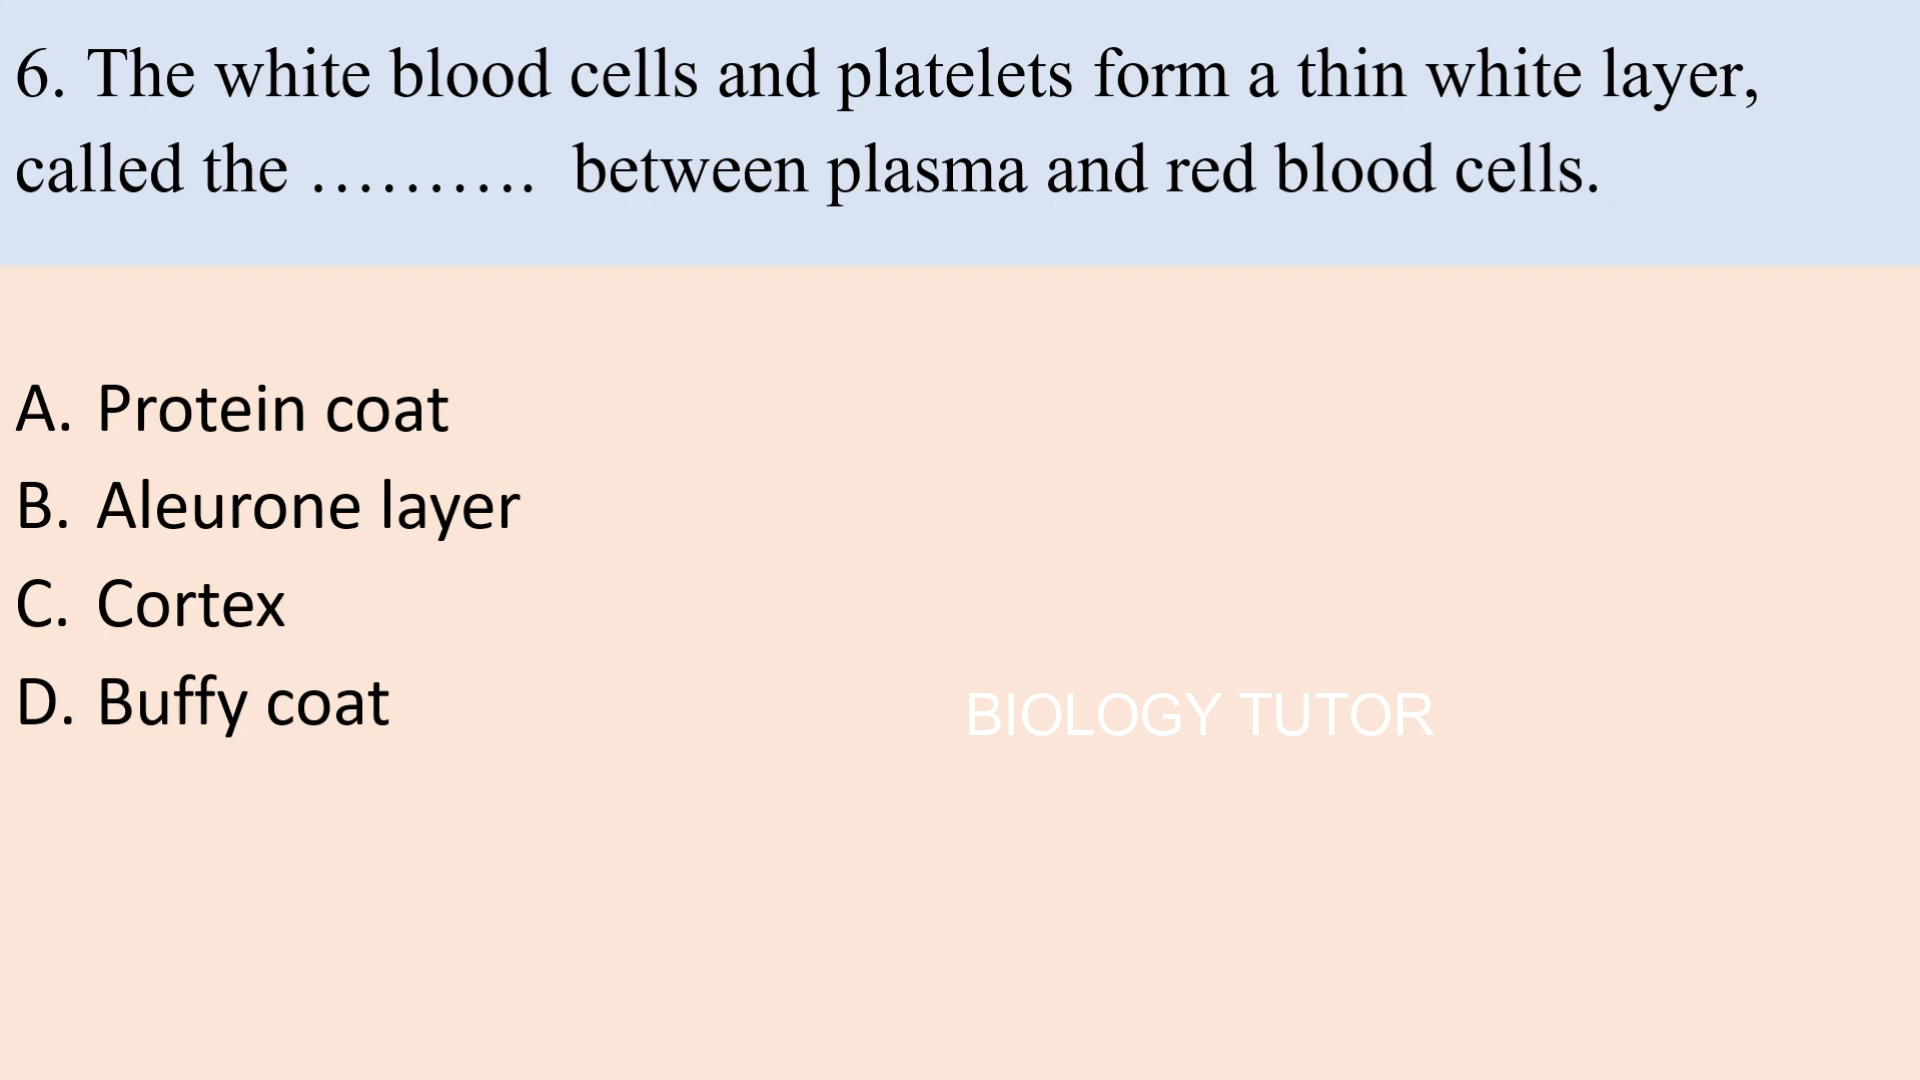 6. The white blood cells and platelets form a thin white layer,
called the ………. between plasma and red blood cells.
A. Protein coat
B. Aleurone layer
C. Cortex
D. Buffy coat
BIOLOGY TUTOR